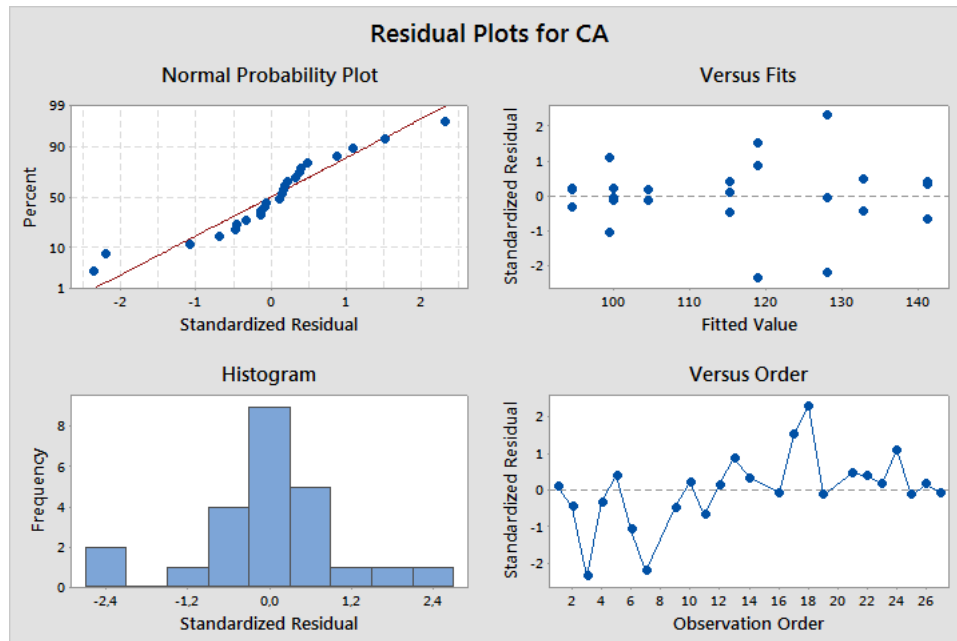 Residual Plots for CA
Normal Probability Plot
Percent
99
90
50
10
1
-2 -1 0 1 2
Standardized Residual
Versus Fits
Standardized Residual
2
1
0
-1
-2
100 110 120 130 140
Fitted Value
Histogram
Frequency
8
6
4
2
0
-2,4 -1,2 0,0 1,2 2,4
Standardized Residual
Versus Order
Standardized Residual
2
1
0
-1
-2
2 4 6 8 10 12 14 16 18 20 22 24 26
Observation Order